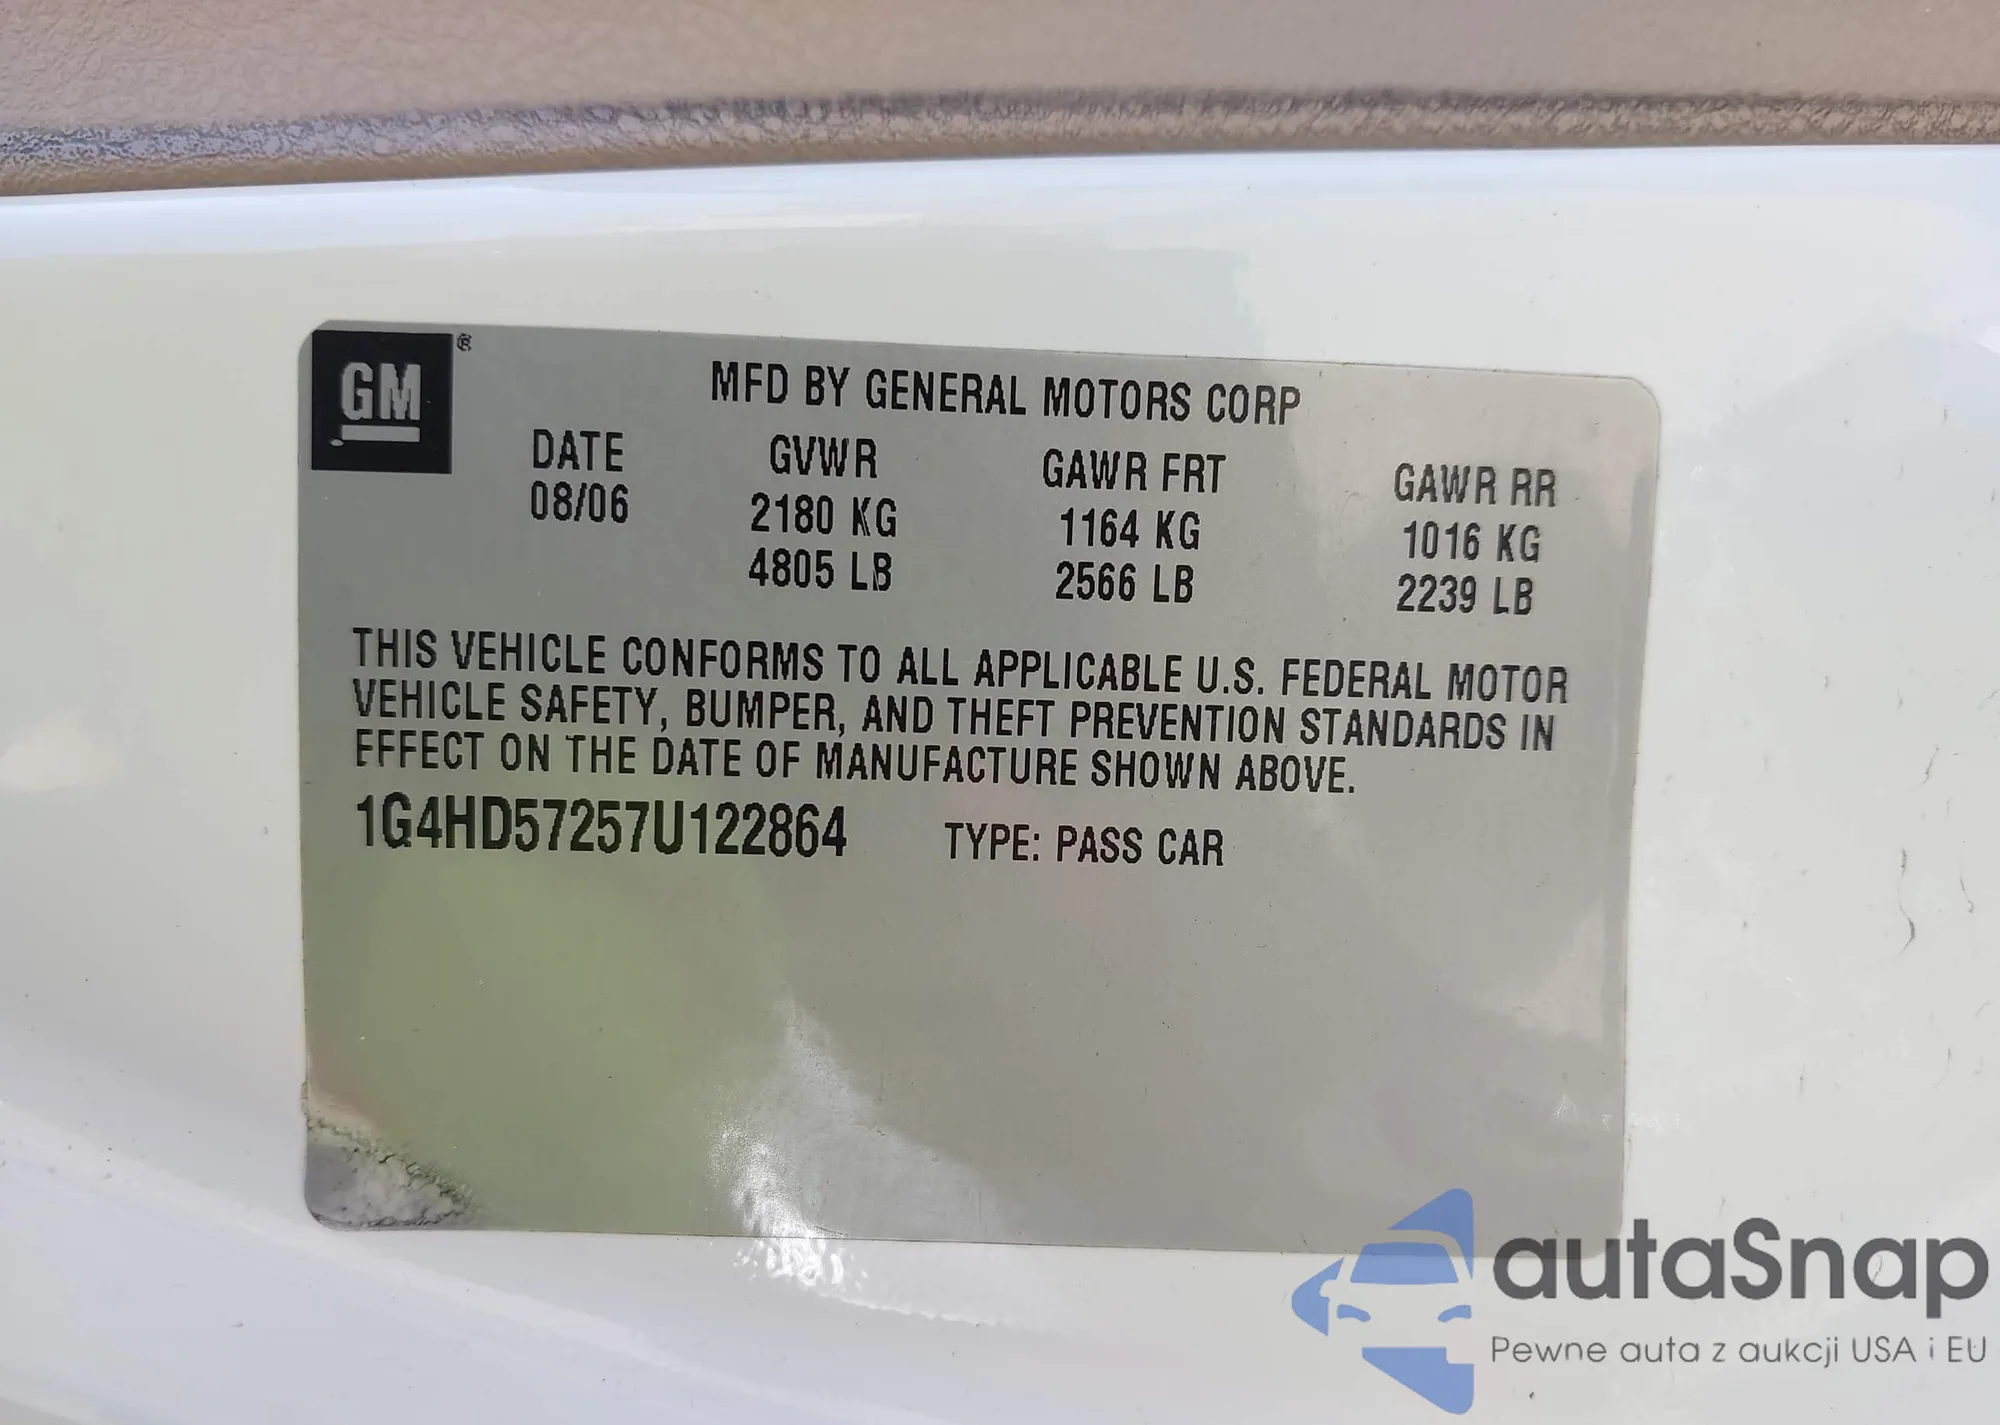 GM ®
MFD BY GENERAL MOTORS CORP
DATE GVWR GAWR FRT GAWR RR
08/06 2180 KG 1164 KG 1016 KG
4805 LB 2566 LB 2239 LB
THIS VEHICLE CONFORMS TO ALL APPLICABLE U.S. FEDERAL MOTOR
VEHICLE SAFETY, BUMPER, AND THEFT PREVENTION STANDARDS IN
EFFECT ON THE DATE OF MANUFACTURE SHOWN ABOVE.
1G4HD57257U122864 TYPE: PASS CAR
autaSnap
Pewne auta z aukcji USA i EU